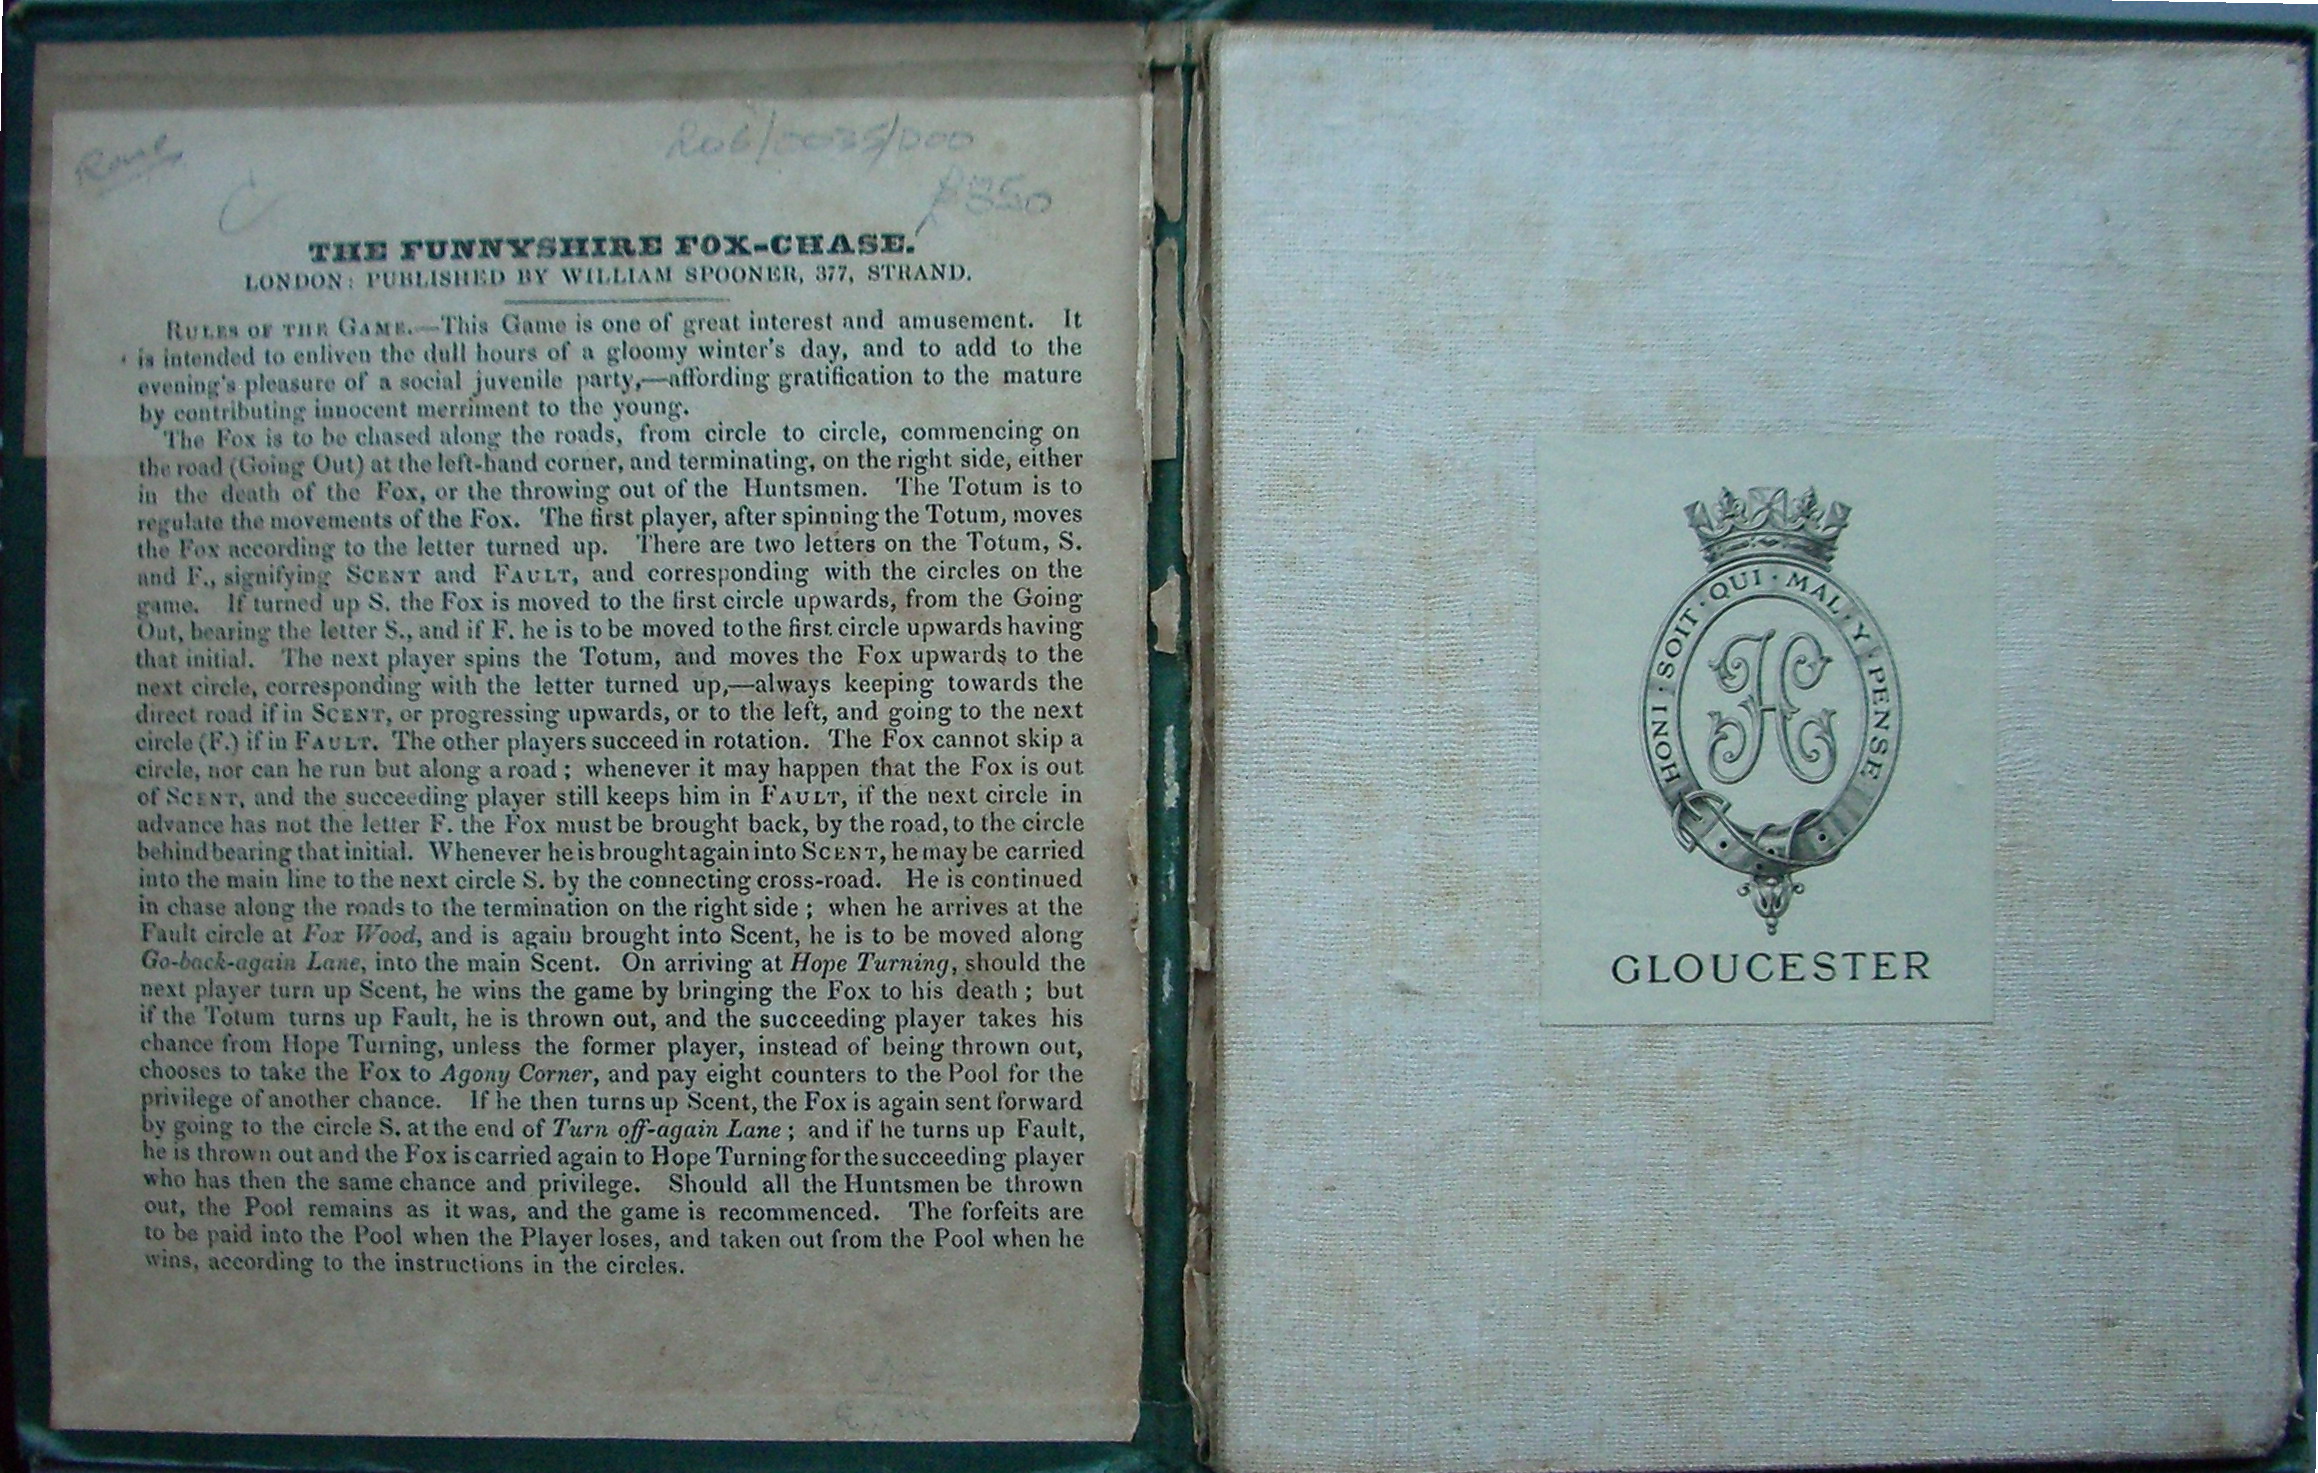 Rare
206/0035/000
C
£350
THE FUNNYSHIRE FOX-CHASE.
LONDON: PUBLISHED BY WILLIAM SPOONER, 377, STRAND.
RULES OF THE GAME.—This Game is one of great interest and amusement. It
is intended to enliven the dull hours of a gloomy winter's day, and to add to the
evening's pleasure of a social juvenile party,—affording gratification to the mature
by contributing innocent merriment to the young.
The Fox is to be chased along the roads, from circle to circle, commencing on
the road (Going Out) at the left-hand corner, and terminating, on the right side, either
in the death of the Fox, or the throwing out of the Huntsmen. The Totum is to
regulate the movements of the Fox. The first player, after spinning the Totum, moves
the Fox according to the letter turned up. There are two letters on the Totum, S.
and F., signifying SCENT and FAULT, and corresponding with the circles on the
game. If turned up S. the Fox is moved to the first circle upwards, from the Going
Out, bearing the letter S., and if F. he is to be moved to the first circle upwards having
that initial. The next player spins the Totum, and moves the Fox upwards to the
next circle, corresponding with the letter turned up,—always keeping towards the
direct road if in SCENT, or progressing upwards, or to the left, and going to the next
circle (F.) if in FAULT. The other players succeed in rotation. The Fox cannot skip a
circle, nor can he run but along a road; whenever it may happen that the Fox is out
of SCENT, and the succeeding player still keeps him in FAULT, if the next circle in
advance has not the letter F. the Fox must be brought back, by the road, to the circle
behind bearing that initial. Whenever he is brought again into SCENT, he may be carried
into the main line to the next circle S. by the connecting cross-road. He is continued
in chase along the roads to the termination on the right side; when he arrives at the
Fault circle at Fox Wood, and is again brought into Scent, he is to be moved along
Go-back-again Lane, into the main Scent. On arriving at Hope Turning, should the
next player turn up Scent, he wins the game by bringing the Fox to his death; but
if the Totum turns up Fault, he is thrown out, and the succeeding player takes his
chance from Hope Turning, unless the former player, instead of being thrown out,
chooses to take the Fox to Agony Corner, and pay eight counters to the Pool for the
privilege of another chance. If he then turns up Scent, the Fox is again sent forward
by going to the circle S. at the end of Turn off-again Lane; and if he turns up Fault,
he is thrown out and the Fox is carried again to Hope Turning for the succeeding player
who has then the same chance and privilege. Should all the Huntsmen be thrown
out, the Pool remains as it was, and the game is recommenced. The forfeits are
to be paid into the Pool when the Player loses, and taken out from the Pool when he
wins, according to the instructions in the circles.
HONI · SOIT · QUI · MAL · Y · PENSE
H
GLOUCESTER